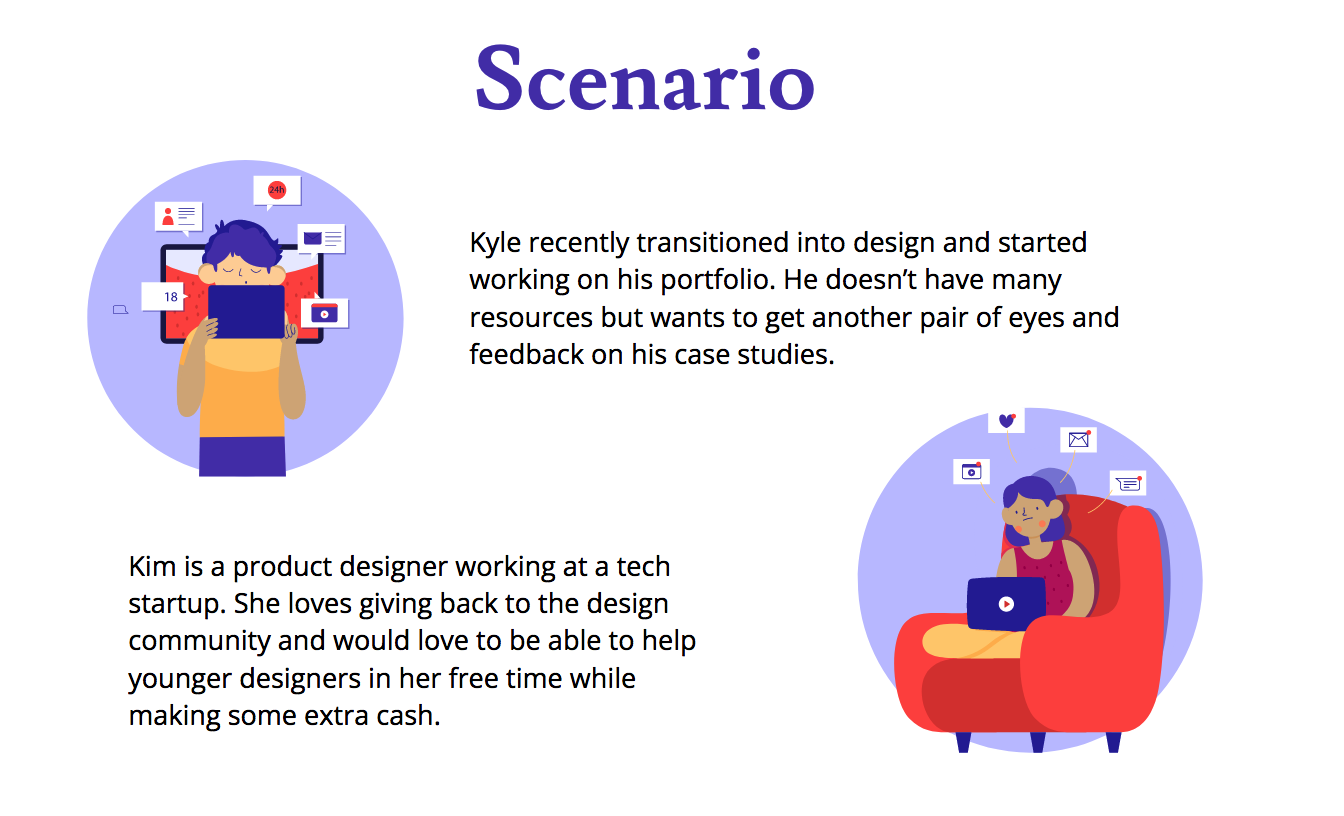 Scenario
24h
18
Kyle recently transitioned into design and started
working on his portfolio. He doesn’t have many
resources but wants to get another pair of eyes and
feedback on his case studies.
Kim is a product designer working at a tech
startup. She loves giving back to the design
community and would love to be able to help
younger designers in her free time while
making some extra cash.